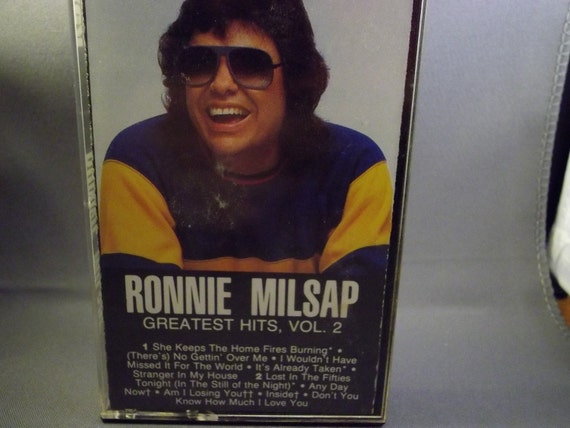 RONNIE MILSAP
GREATEST HITS, VOL. 2
1 She Keeps The Home Fires Burning* •
(There's) No Gettin' Over Me • I Wouldn't Have
Missed It For The World • It's Already Taken* •
Stranger In My House 2 Lost In The Fifties
Tonight (In The Still of the Night)* • Any Day
Now† • Am I Losing You†† • Inside† • Don't You
Know How Much I Love You